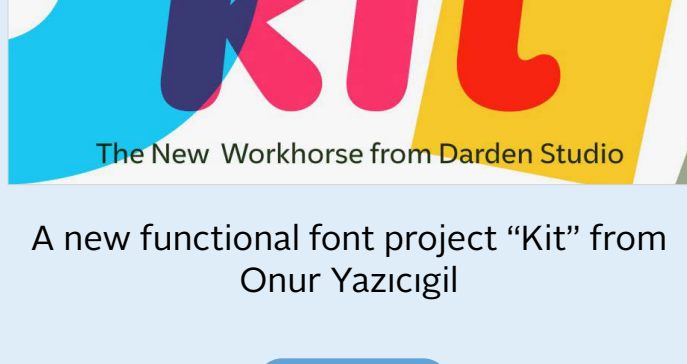 Kit
The New Workhorse from Darden Studio
A new functional font project “Kit” from
Onur Yazıcıgil